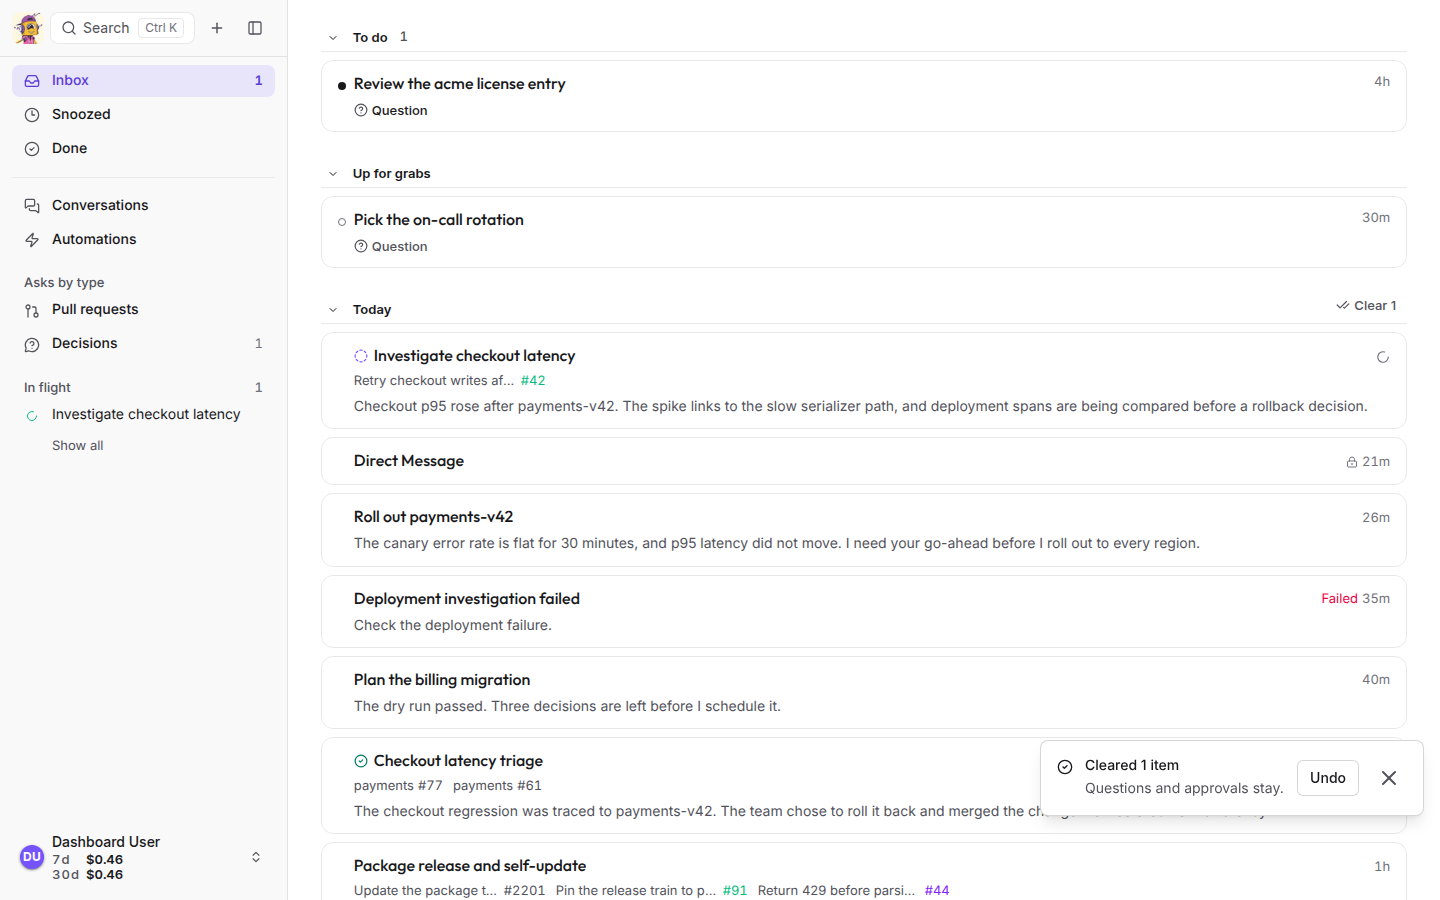 Search Ctrl K
Inbox 1
Snoozed
Done
Conversations
Automations
Asks by type
Pull requests
Decisions 1
In flight 1
Investigate checkout latency
Show all
DU
Dashboard User
7d $0.46
30d $0.46
To do 1
Review the acme license entry 4h
Question
Up for grabs
Pick the on-call rotation 30m
Question
Today Clear 1
Investigate checkout latency
Retry checkout writes af... #42
Checkout p95 rose after payments-v42. The spike links to the slow serializer path, and deployment spans are being compared before a rollback decision.
Direct Message 21m
Roll out payments-v42 26m
The canary error rate is flat for 30 minutes, and p95 latency did not move. I need your go-ahead before I roll out to every region.
Deployment investigation failed Failed 35m
Check the deployment failure.
Plan the billing migration 40m
The dry run passed. Three decisions are left before I schedule it.
Checkout latency triage
payments #77 payments #61
The checkout regression was traced to payments-v42. The team chose to roll it back and merged the
Package release and self-update 1h
Update the package t... #2201 Pin the release train to p... #91 Return 429 before parsi... #44
Cleared 1 item
Questions and approvals stay.
Undo